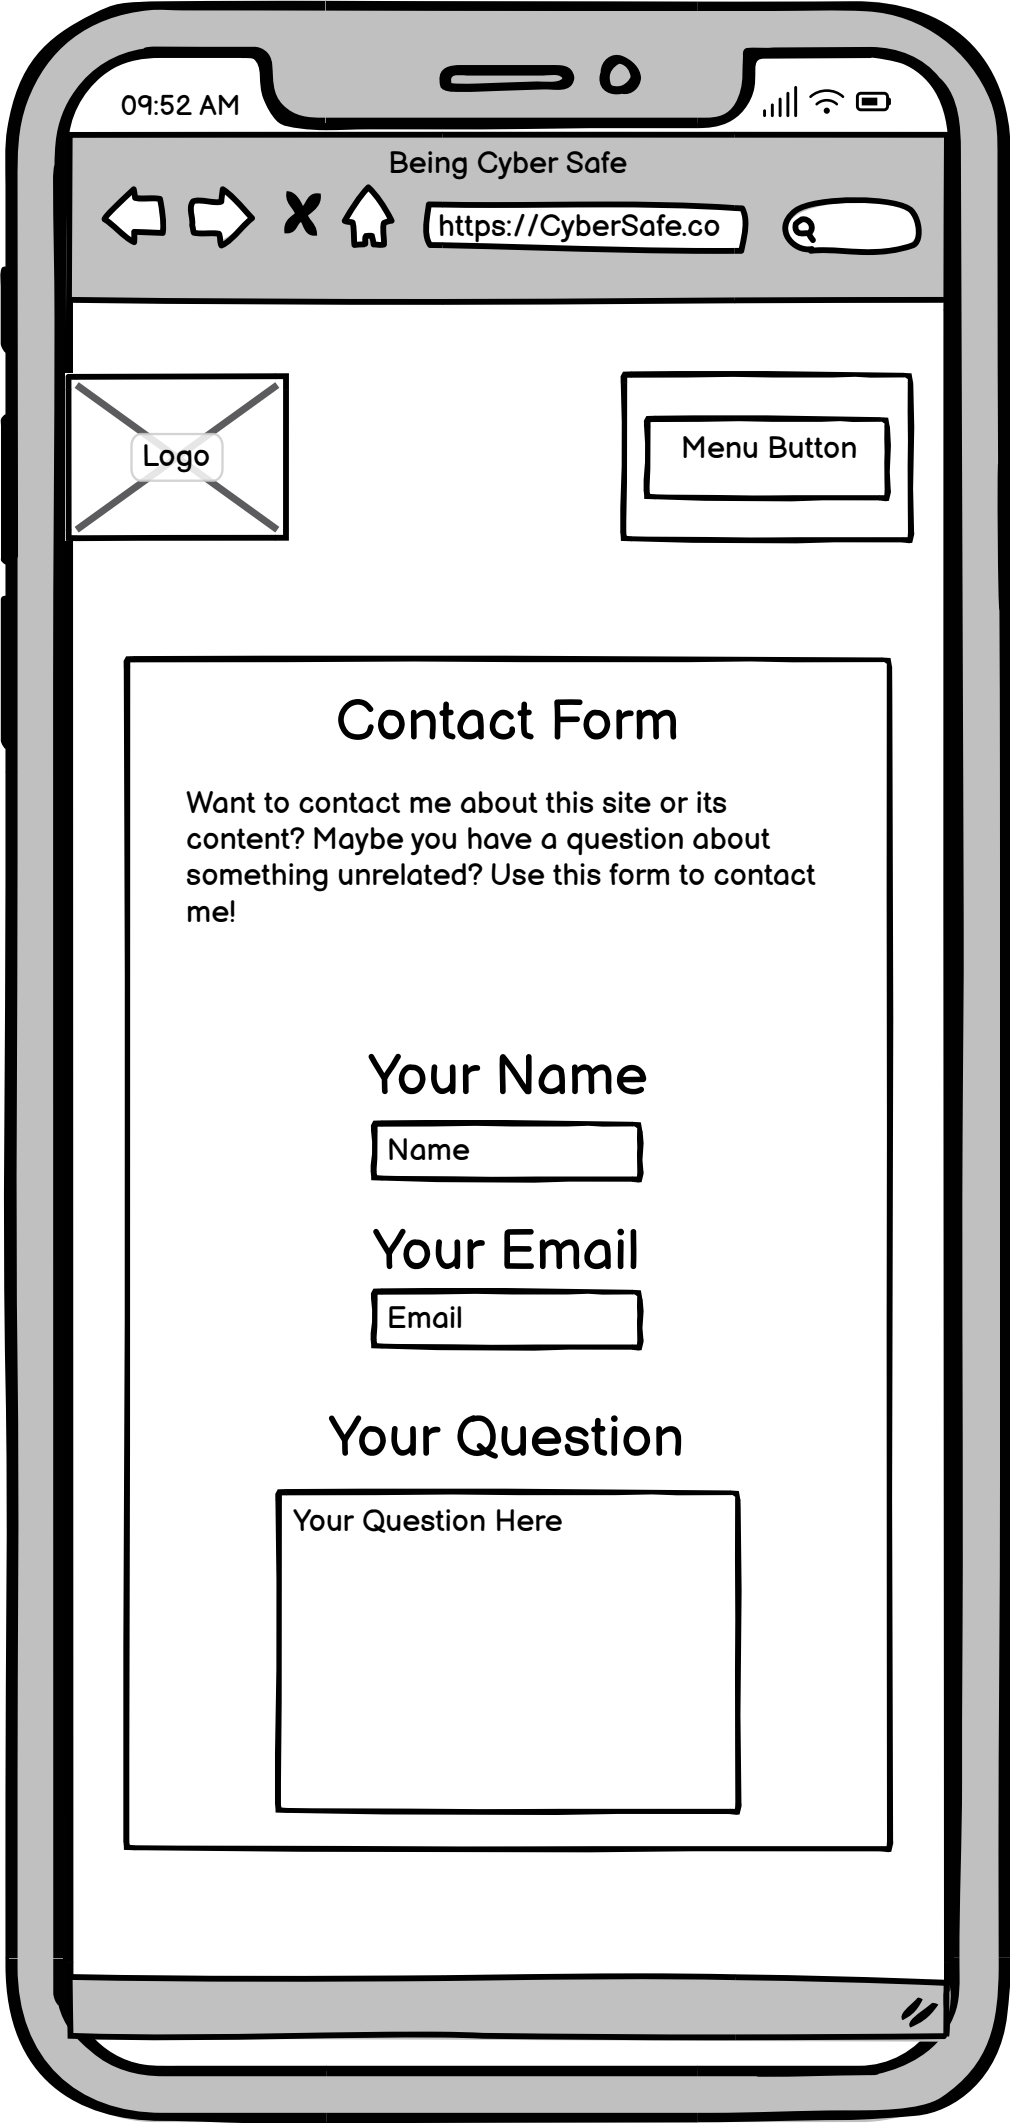 09:52 AM
Being Cyber Safe
https://CyberSafe.co
Logo
Menu Button
Contact Form
Want to contact me about this site or its
content? Maybe you have a question about
something unrelated? Use this form to contact
me!
Your Name
Name
Your Email
Email
Your Question
Your Question Here